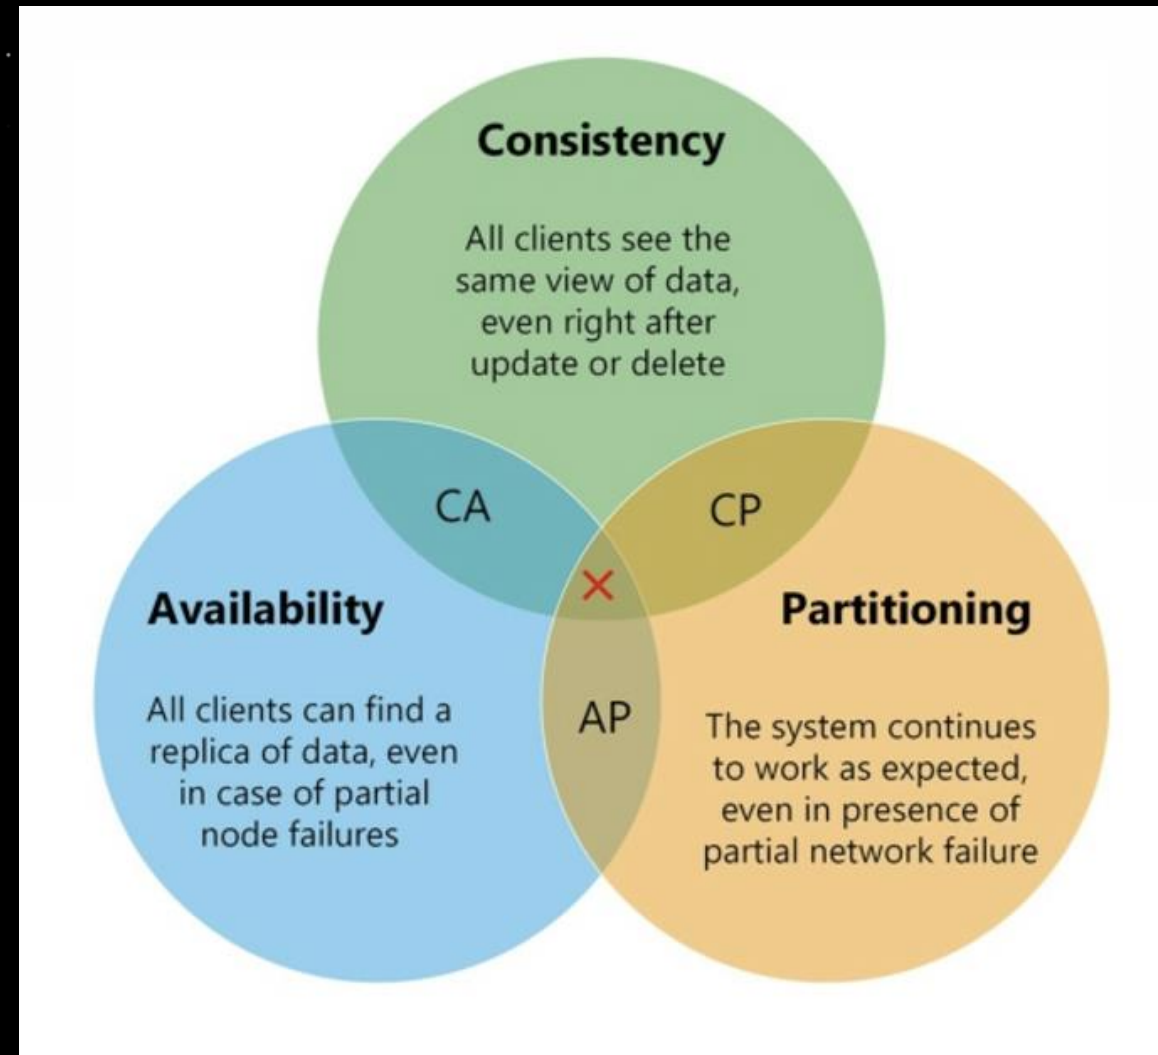 Consistency
All clients see the
same view of data,
even right after
update or delete
CA
CP
Availability
All clients can find a
replica of data, even
in case of partial
node failures
AP
Partitioning
The system continues
to work as expected,
even in presence of
partial network failure